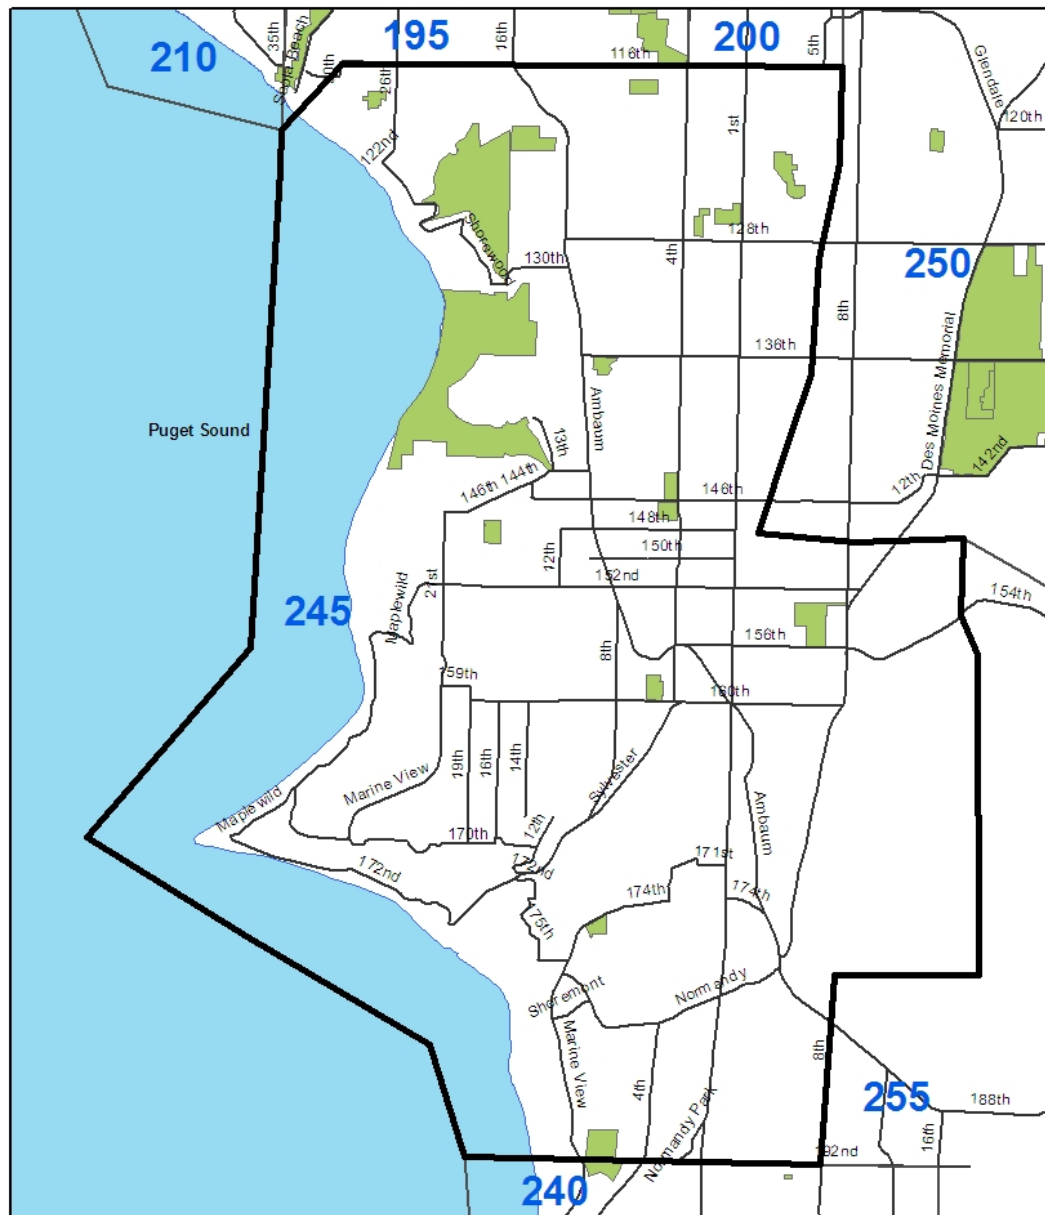 210
195
200
35th
16th
5th
116th
Seola Beach
30th
26th
Glendale
1st
120th
122nd
Shorewood
128th
4th
130th
250
8th
136th
Des Moines Memorial
Puget Sound
Ambaum
13th
146th 144th
146th
12th
142nd
148th
12th
150th
152nd
21st
Maplewild
154th
245
8th
156th
159th
160th
19th
16th
14th
Sylvester
Marine View
Maplewild
Ambaum
170th
12th
172nd
172nd
171st
174th
174th
175th
Shoremont
Normandy
Marine View
8th
4th
Normandy Park
255
188th
16th
192nd
240